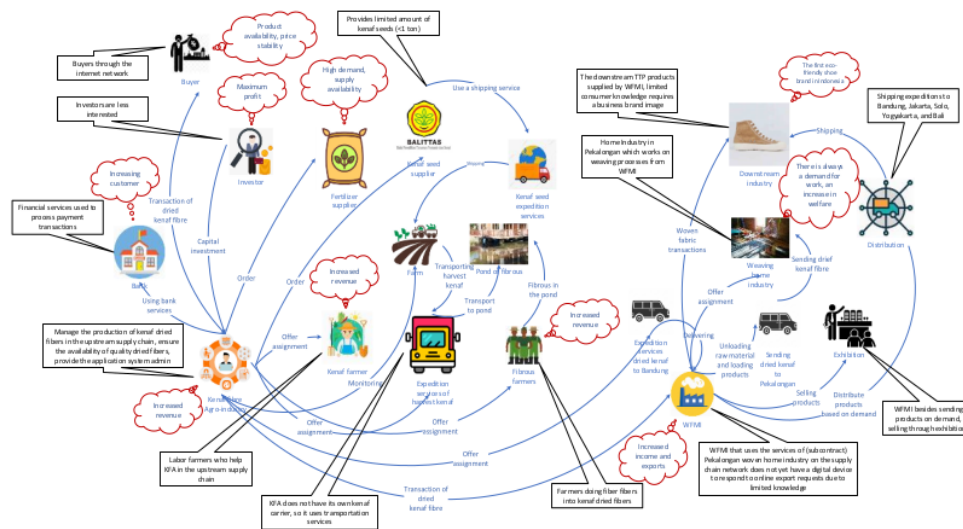 Provides limited amount of
kenaf seeds (<1 ton)
Product
availability, price
stability
Buyers through the
internet network
Buyer
High demand,
supply
availability
Maximum
profit
Investors are less
interested
Investor
Fertilizer
supplier
BALITTAS
Kenaf seed
supplier
Use a shipping service
Shipping
Kenaf seed
expedition
services
The downstream TTP products
supplied by WFMI, limited
consumer knowledge requires
a business brand image
The first eco-
friendly shoe
brand in indonesia
Shipping expeditions to
Bandung, Jakarta, Solo,
Yogyakarta, and Bali
Shipping
Home Industry in
Pekalongan which works on
weaving processes from
WFMI
Downstream
industry
There is always
a demand for
work, an
increase in
welfare
Distribution
Increasing
customer
Financial services used to
process payment
transactions
Bank
Using bank
services
Transaction of
dried
kenaf fibre
Capital
investment
Order
Order
Farm
Transporting
harvest
kenaf
Pond of fibrous
Transport
to pond
Fibrous in
the pond
Woven
fabric
transactions
Weaving
home
industry
Sending drief
kenaf fibre
Offer
assignment
Manage the production of kenaf dried
fibers in the upstream supply chain, ensure
the availability of quality dried fibers,
provide the application system admin
Increased
revenue
Kenaf fibre
Agro-industry
Offer
assignment
Increased
revenue
Kenaf farmer
Monitoring
Expedition
services of
harvest kenaf
Increased
revenue
Fibrous
farmers
Offer
assignment
Offer
assignment
Offer
assignment
Transaction of
dried
kenaf fibre
Expedition
services
dried kenaf
to Bandung
Delivering
Unloading
raw material
and loading
products
Sending
dried kenaf
to
Pekalongan
Exhibition
WFMI
Selling
products
Distribute
products
based on demand
Increased
income and
exports
Labor farmers who help
KFA in the upstream supply
chain
KFA does not have its own kenaf
carrier, so it uses transportation
services
Farmers doing fiber fibers
into kenaf dried fibers
WFMI that uses the services of (subcontract)
Pekalongan woven home industry on the supply
chain network does not yet have a digital device
to respond to online export requests due to
limited knowledge
WFMI besides sending
products on demand,
selling through exhibition